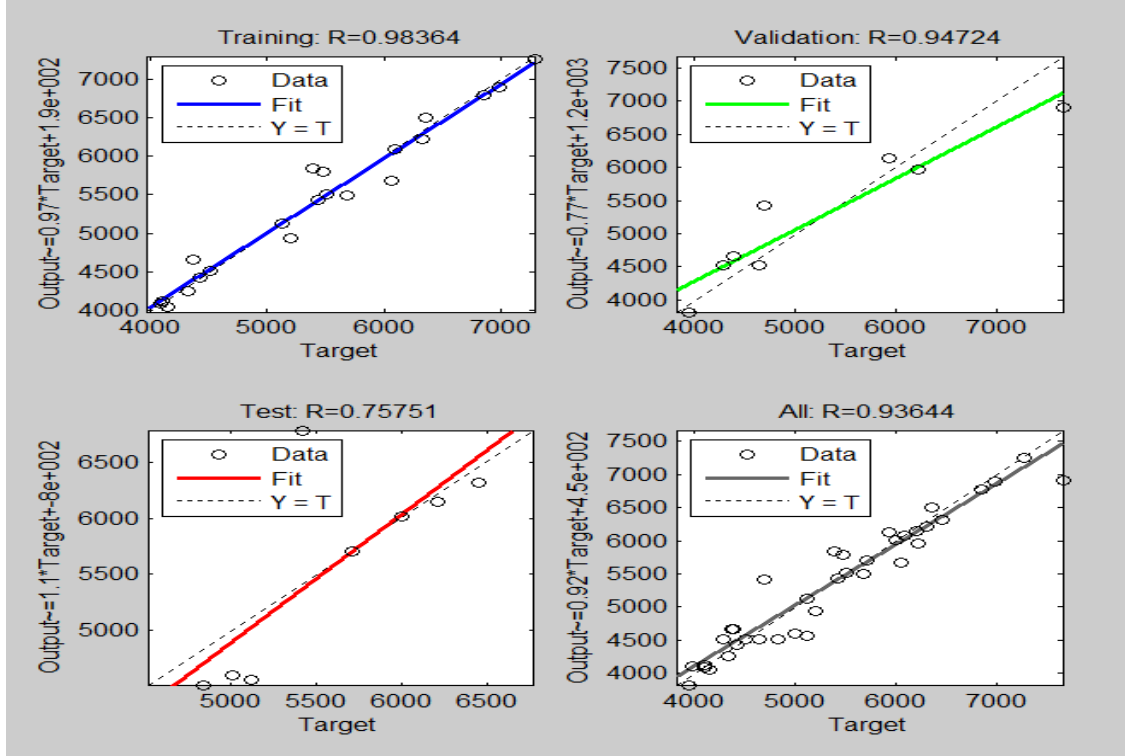 Training: R=0.98364
Output~=0.97*Target+1.9e+002
7000
6500
6000
5500
5000
4500
4000
Data
Fit
Y = T
4000 5000 6000 7000
Target
Validation: R=0.94724
Output~=0.77*Target+1.2e+003
7500
7000
6500
6000
5500
5000
4500
4000
Data
Fit
Y = T
4000 5000 6000 7000
Target
Test: R=0.75751
Output~=1.1*Target+-8e+002
6500
6000
5500
5000
Data
Fit
Y = T
5000 5500 6000 6500
Target
All: R=0.93644
Output~=0.92*Target+4.5e+002
7500
7000
6500
6000
5500
5000
4500
4000
Data
Fit
Y = T
4000 5000 6000 7000
Target